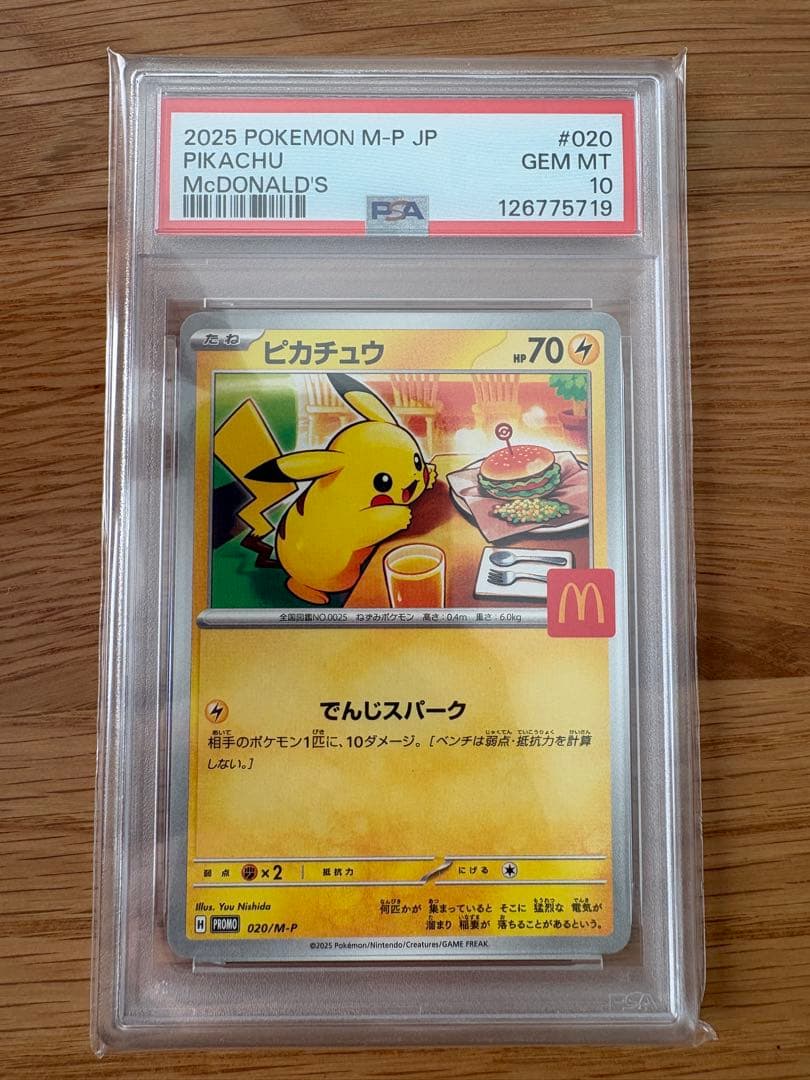 2025 POKEMON M-P JP #020
PIKACHU GEM MT
McDONALD'S 10
PSA 126775719
たね ピカチュウ HP70
M
全国図鑑NO.0025 ねずみポケモン 高さ:0.4m 重さ:6.0kg
でんじスパーク
相手のポケモン1匹に、10ダメージ。[ベンチは弱点・抵抗力を計算
しない。]
弱点 ×2 抵抗力 にげる
Illus. Yuu Nishida
何匹かが 集まっていると そこに 猛烈な 電気が
溜まり 稲妻が 落ちることがあるという。
H PROMO 020/M-P
©2025 Pokémon/Nintendo/Creatures/GAME FREAK.
PSA